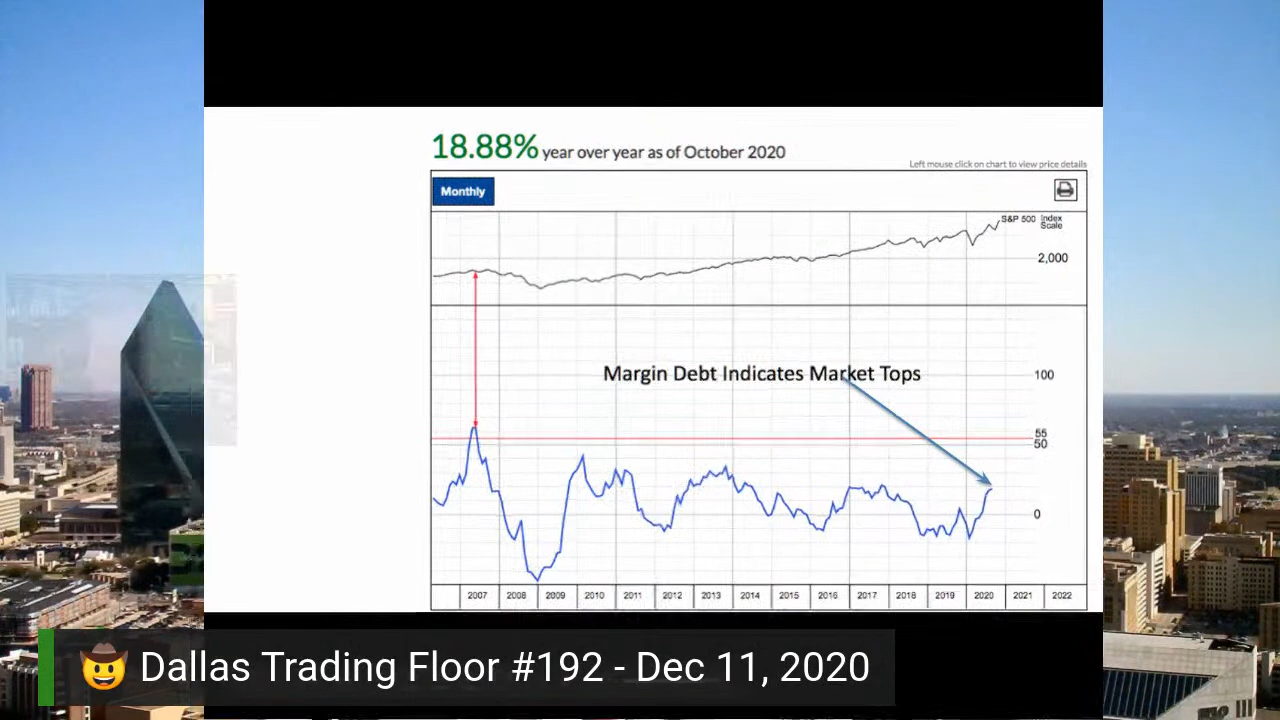 18.88% year over year as of October 2020
Left mouse click on chart to view price details
Monthly
S&P 500 Index
Scale
2,000
Margin Debt Indicates Market Tops
100
55
50
0
2007 2008 2009 2010 2011 2012 2013 2014 2015 2016 2017 2018 2019 2020 2021 2022
🤠 Dallas Trading Floor #192 - Dec 11, 2020